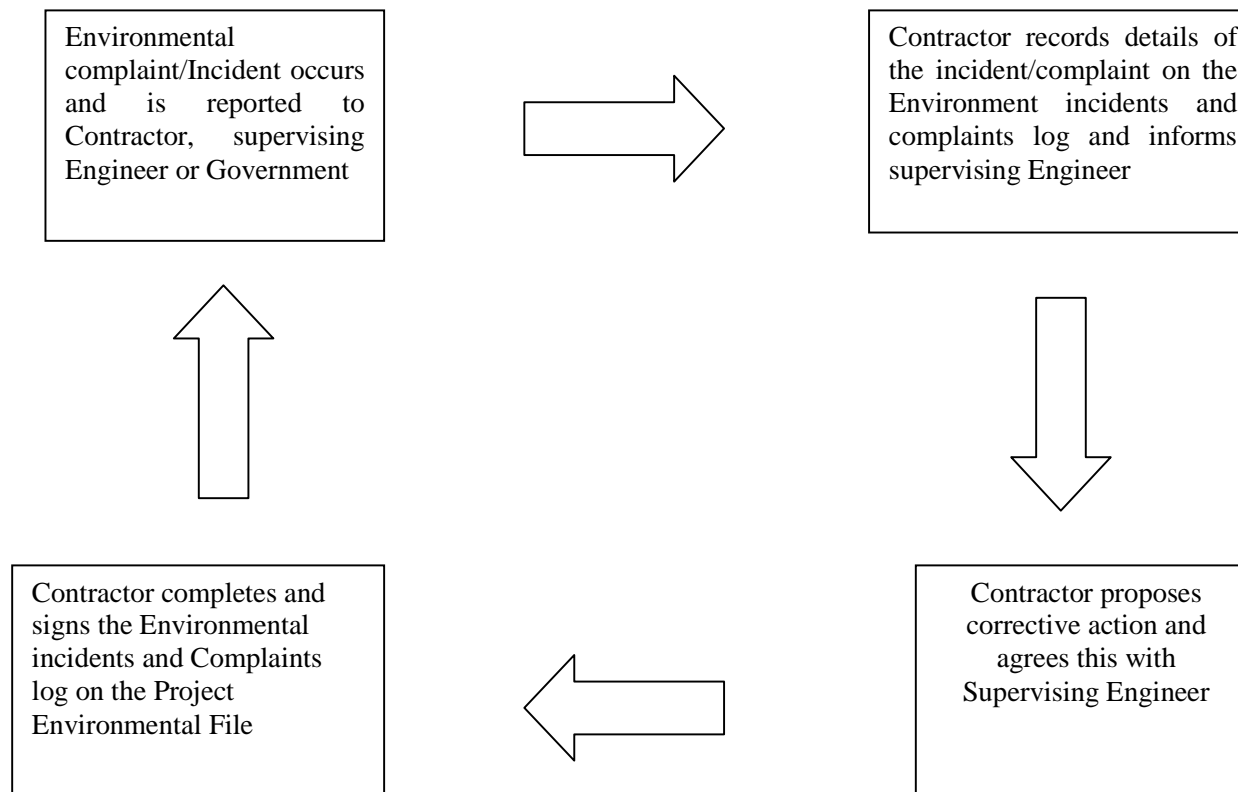 Environmental
complaint/Incident occurs
and is reported to
Contractor, supervising
Engineer or Government
Contractor records details of
the incident/complaint on the
Environment incidents and
complaints log and informs
supervising Engineer
Contractor proposes
corrective action and
agrees this with
Supervising Engineer
Contractor completes and
signs the Environmental
incidents and Complaints
log on the Project
Environmental File